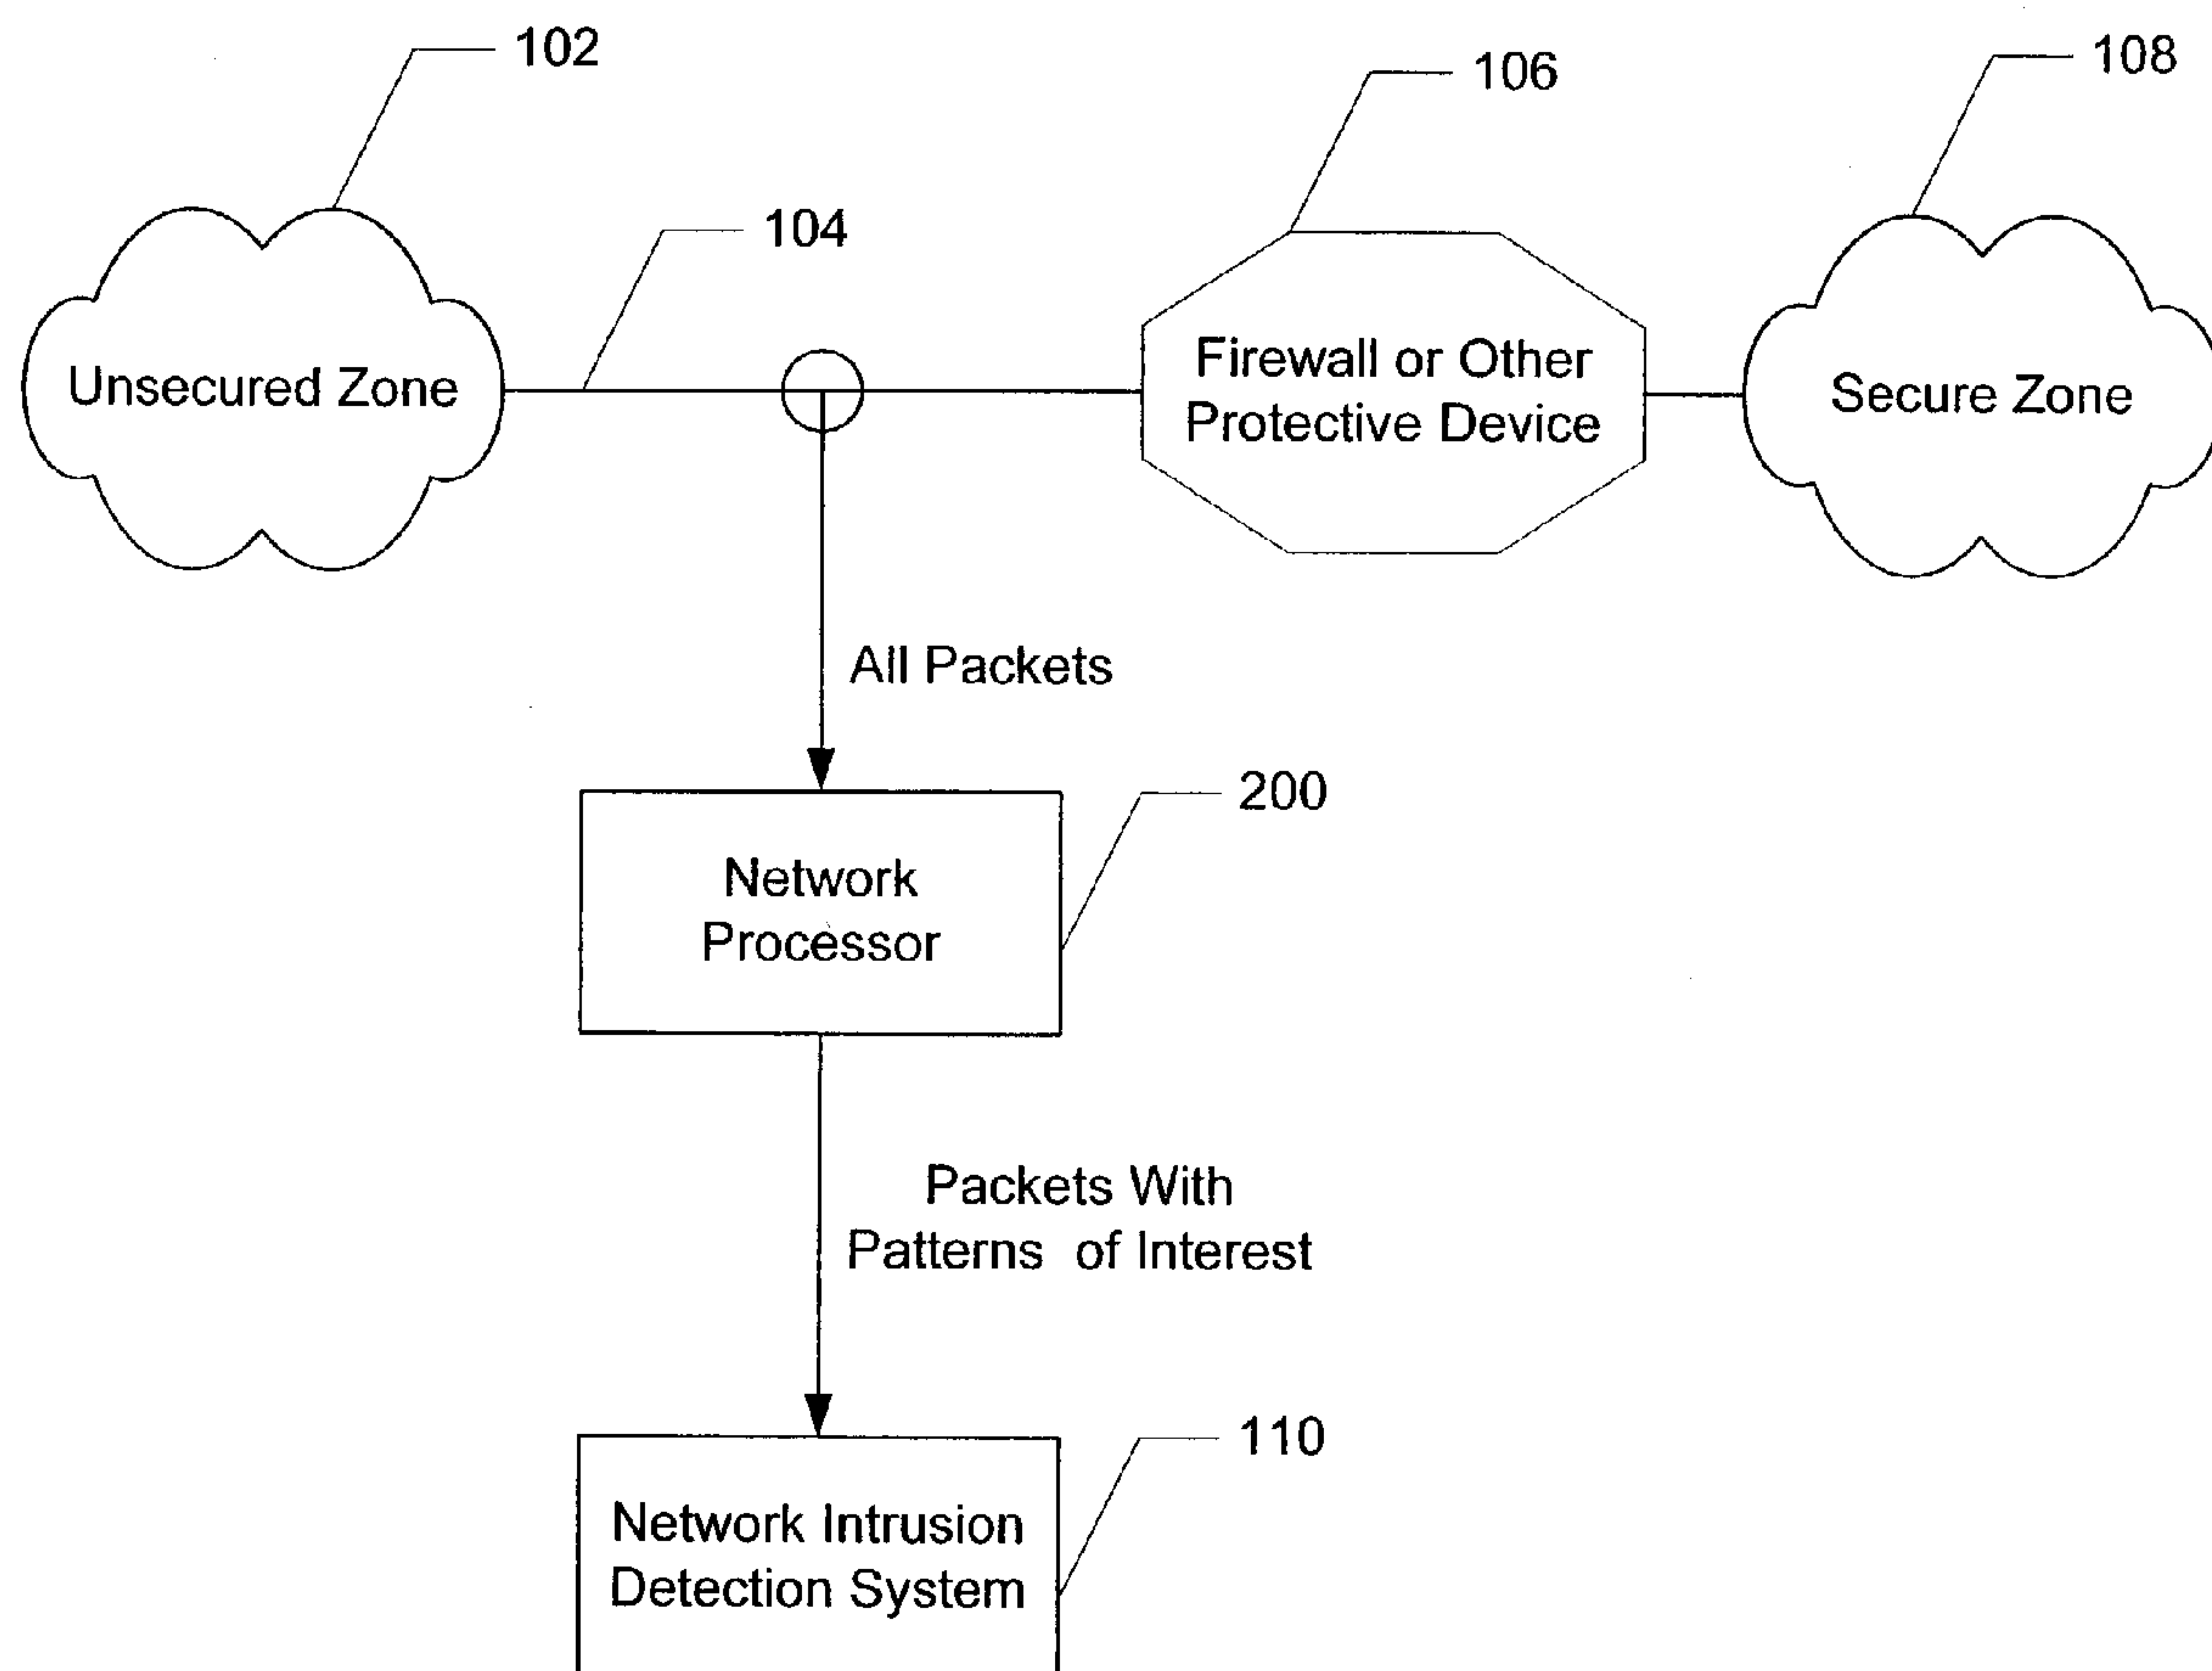 102
106
108
104
Unsecured Zone
Firewall or Other
Protective Device
Secure Zone
All Packets
200
Network
Processor
Packets With
Patterns of Interest
110
Network Intrusion
Detection System